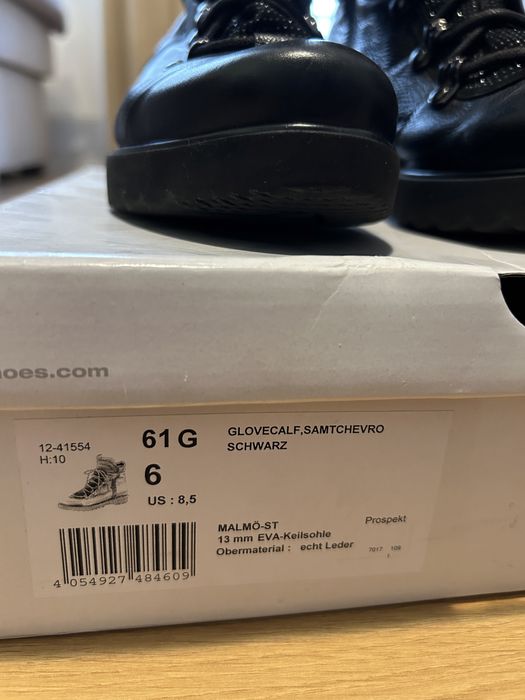 oes.com
12-41554
H:10
61 G
6
US : 8,5
GLOVECALF,SAMTCHEVRO
SCHWARZ
MALMÖ-ST
13 mm EVA-Keilsohle
Obermaterial : echt Leder
Prospekt
7017 109
4 054927 484609